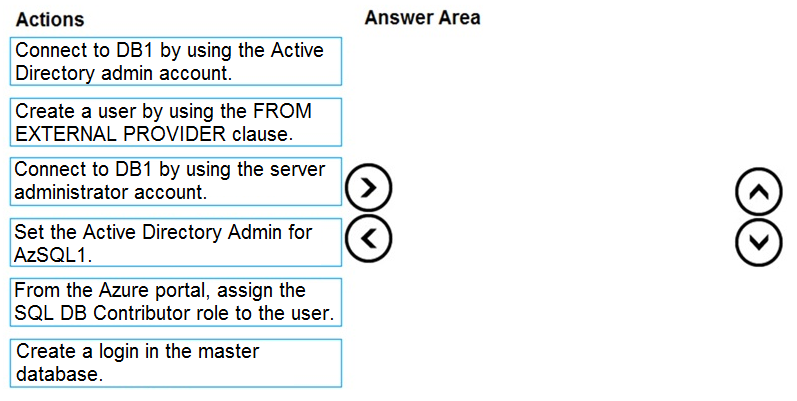 Actions
Answer Area
Connect to DB1 by using the Active
Directory admin account.
Create a user by using the FROM
EXTERNAL PROVIDER clause.
Connect to DB1 by using the server
administrator account.
Set the Active Directory Admin for
AzSQL1.
From the Azure portal, assign the
SQL DB Contributor role to the user.
Create a login in the master
database.